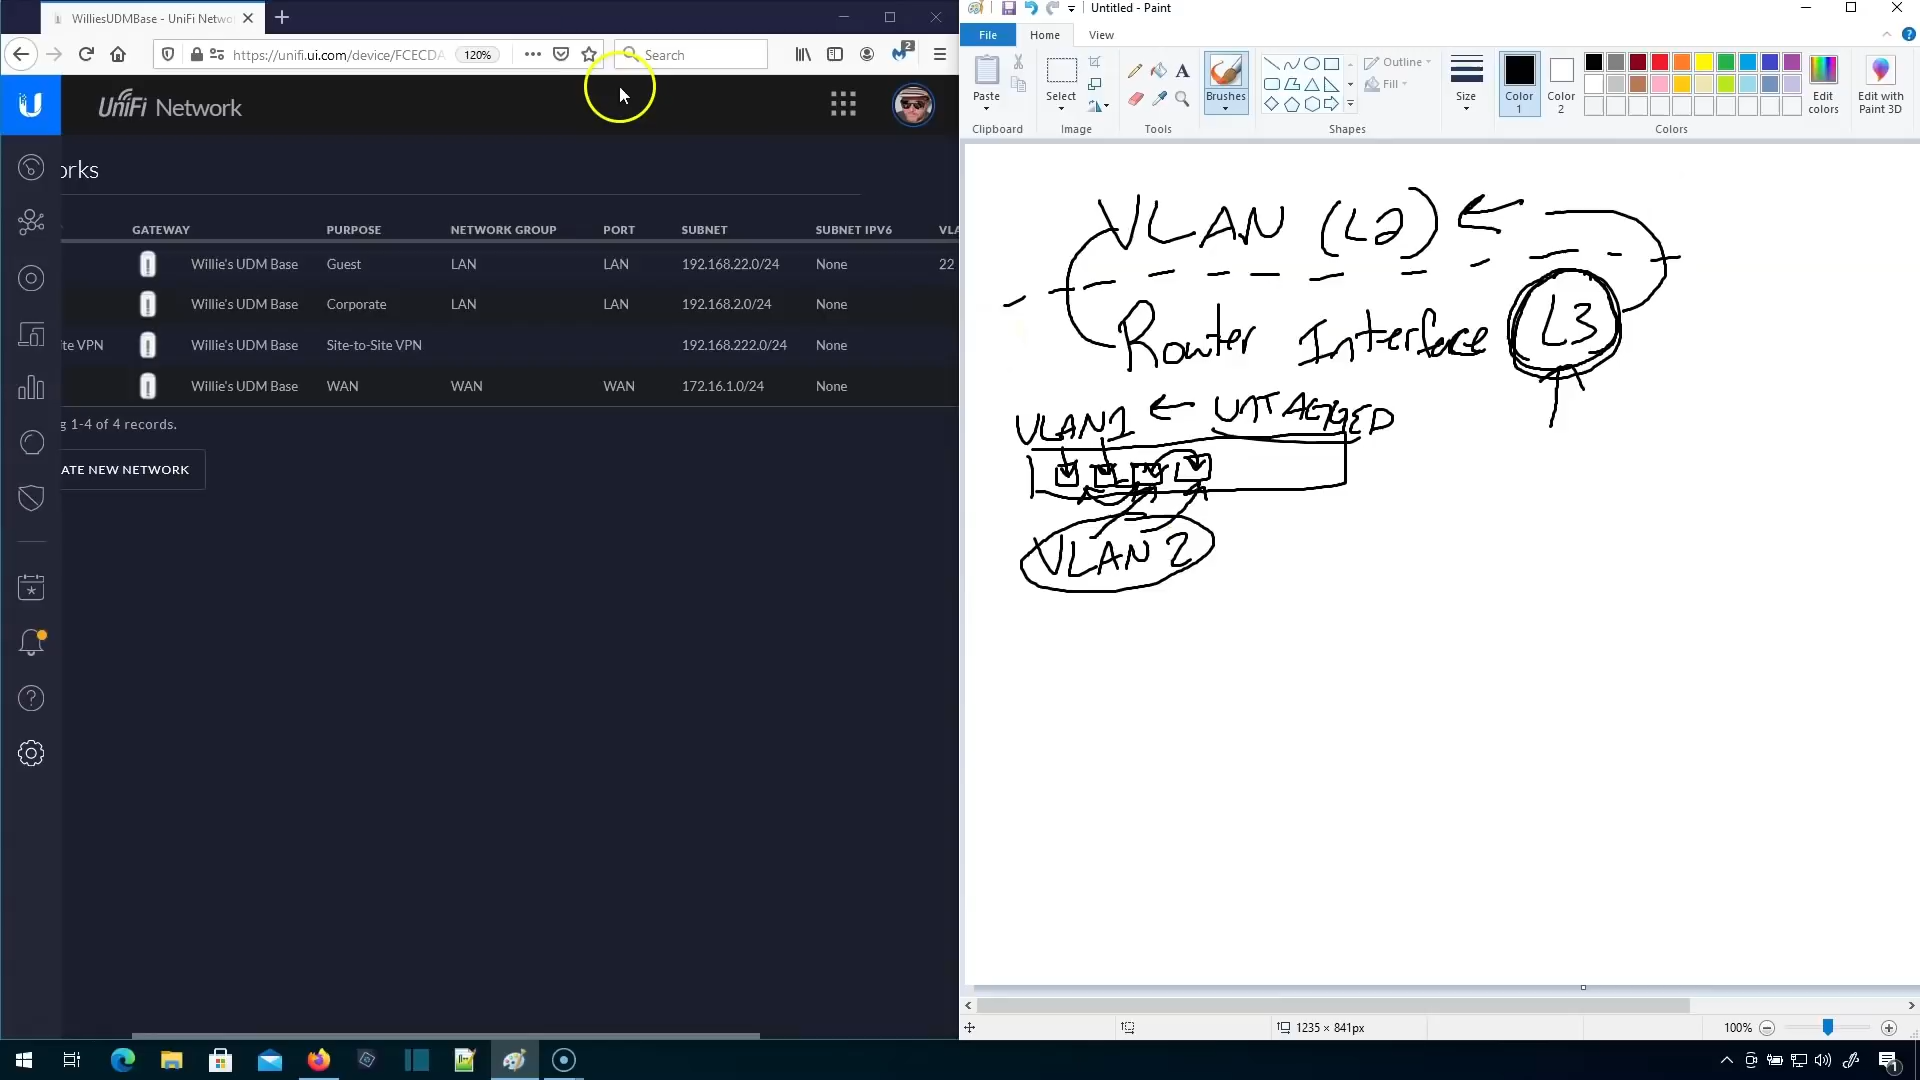 WilliesUDMBase - UniFi Netwo
https://unifi.ui.com/device/FCECDA
120%
Search
2
UniFi Network
orks
GATEWAY PURPOSE NETWORK GROUP PORT SUBNET SUBNET IPV6 VLA
Willie's UDM Base Guest LAN LAN 192.168.22.0/24 None 22
Willie's UDM Base Corporate LAN LAN 192.168.2.0/24 None
ite VPN Willie's UDM Base Site-to-Site VPN 192.168.222.0/24 None
Willie's UDM Base WAN WAN WAN 172.16.1.0/24 None
g 1-4 of 4 records.
ATE NEW NETWORK
Untitled - Paint
File Home View
Paste
Select
Brushes
Outline
Fill
Size
Color 1
Color 2
Edit colors
Edit with Paint 3D
Clipboard Image Tools Shapes Colors
VLAN (L2)
Router Interface L3
VLAN1 UNTAGGED
VLAN 2
1235 × 841px
100%
1